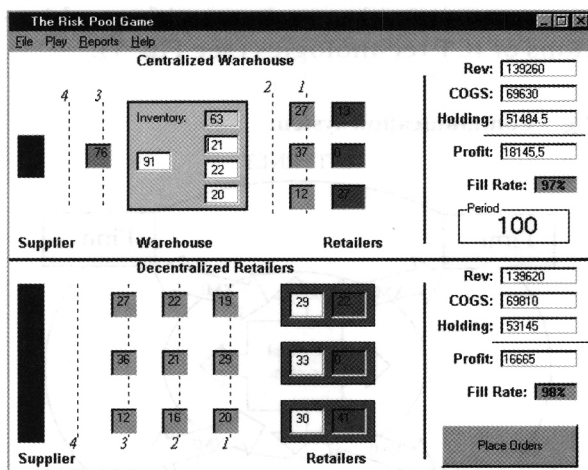 The Risk Pool Game
File Play Reports Help
Centralized Warehouse
4 3 2 1
Inventory: 63
76 91 21 22 20
27 13
37 0
12 27
Supplier Warehouse Retailers
Rev: 139260
COGS: 69630
Holding: 51484.5
Profit: 18145.5
Fill Rate: 97%
Period
100
Decentralized Retailers
27 22 19 29 22
36 21 29 33 0
12 16 20 30 41
4 3 2 1
Supplier Retailers
Rev: 139620
COGS: 69810
Holding: 53145
Profit: 16665
Fill Rate: 98%
Place Orders